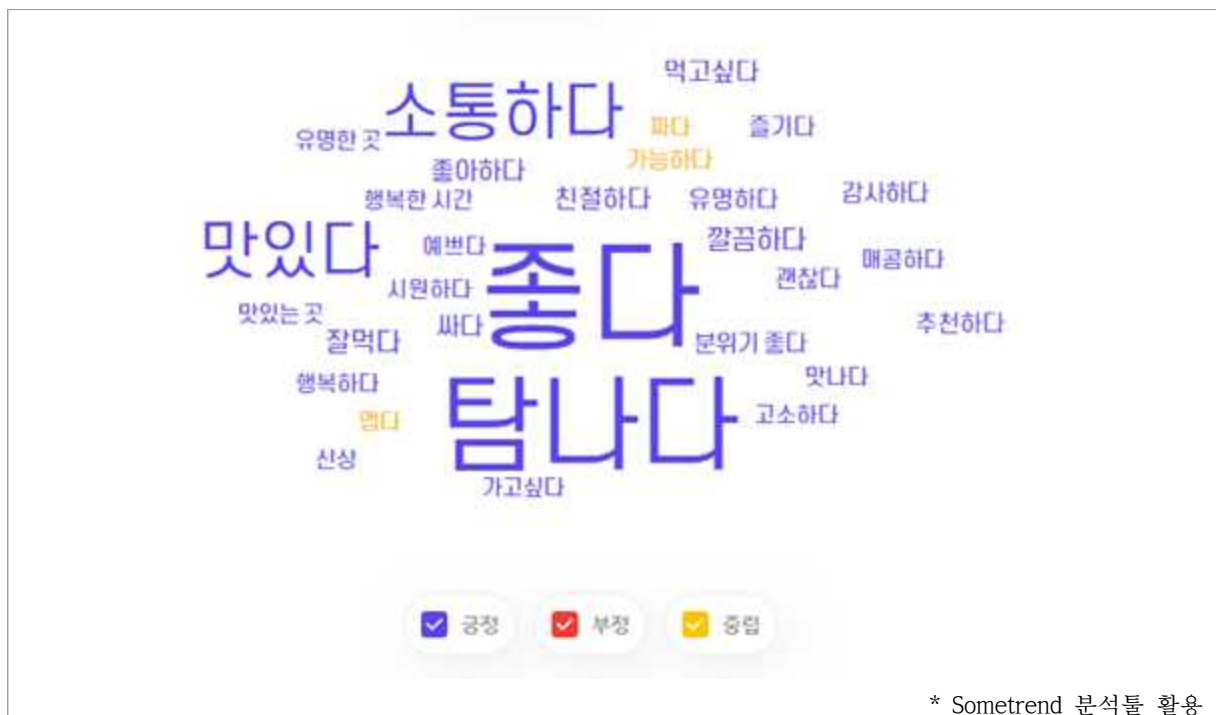 먹고싶다
소통하다
파다
즐기다
유명한 곳
좋아하다
가능하다
행복한 시간
친절하다
유명하다
감사하다
맛있다
예쁘다
좋다
깔끔하다
매콤하다
시원하다
괜찮다
맛있는 곳
싸다
추천하다
잘먹다
분위기 좋다
행복하다
탐나다
맛나다
맵다
고소하다
신상
가고싶다
긍정
부정
중립
* Sometrend 분석툴 활용